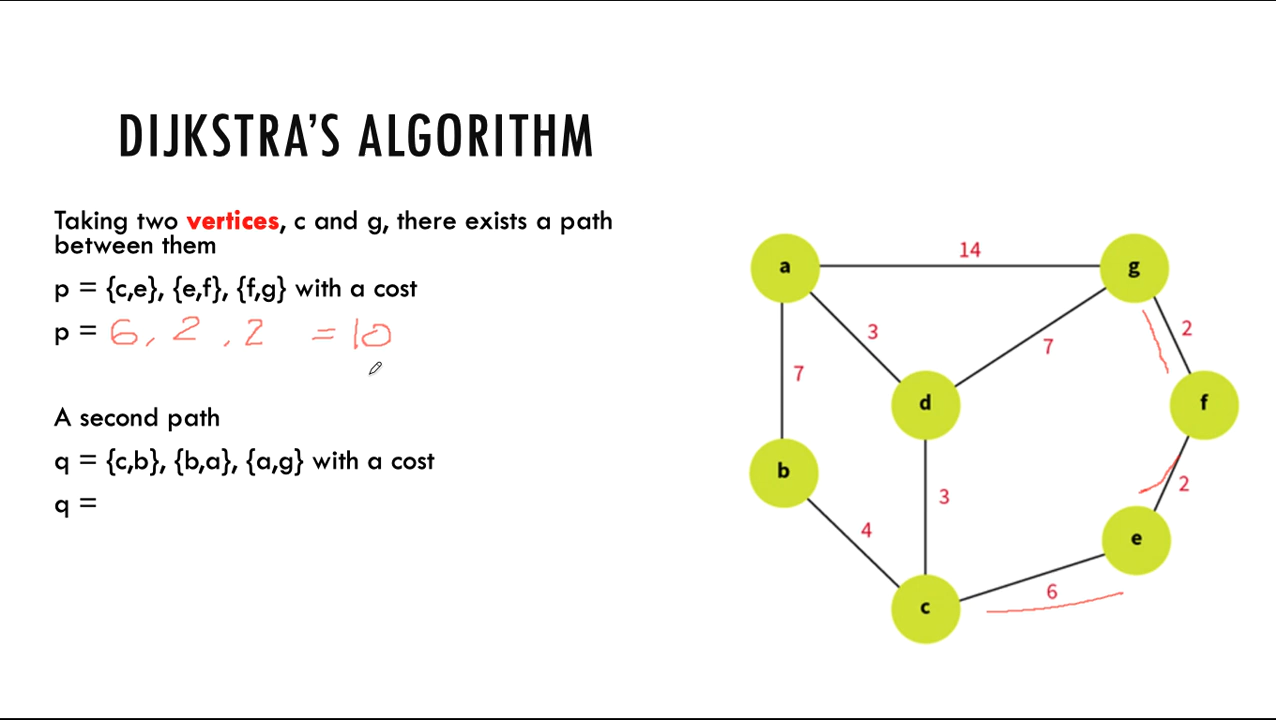 DIJKSTRA'S ALGORITHM
Taking two vertices, c and g, there exists a path
between them
p = {c,e}, {e,f}, {f,g} with a cost
p = 6, 2, 2 = 10
A second path
q = {c,b}, {b,a}, {a,g} with a cost
q =
14
a
g
3
2
7
7
d
f
b
3
2
4
e
6
c